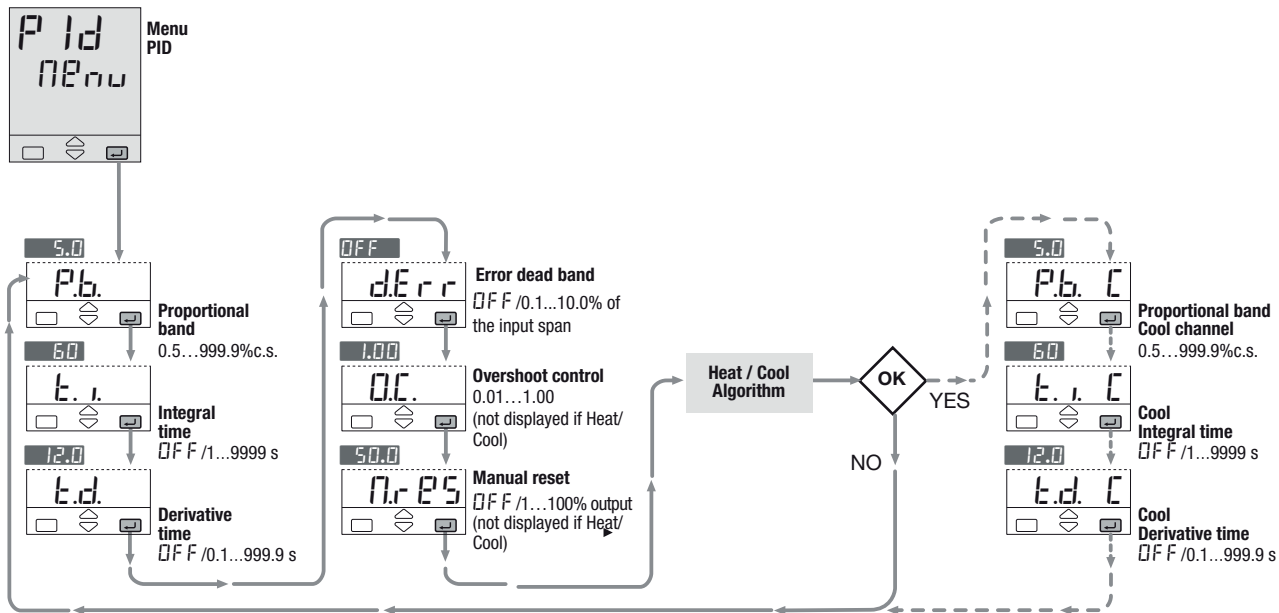 PId
MEnu
Menu
PID
5.0
P.b.
Proportional
band
0.5…999.9%c.s.
60
t. i.
Integral
time
OFF /1…9999 s
12.0
t.d.
Derivative
time
OFF /0.1…999.9 s
OFF
d.Err
Error dead band
OFF /0.1...10.0% of
the input span
1.00
O.C.
Overshoot control
0.01…1.00
(not displayed if Heat/
Cool)
50.0
M.rES
Manual reset
OFF /1…100% output
(not displayed if Heat/
Cool)
Heat / Cool
Algorithm
OK
YES
NO
5.0
P.b. C
Proportional band
Cool channel
0.5…999.9%c.s.
60
t. i. C
Cool
Integral time
OFF /1…9999 s
12.0
t.d. C
Cool
Derivative time
OFF /0.1…999.9 s